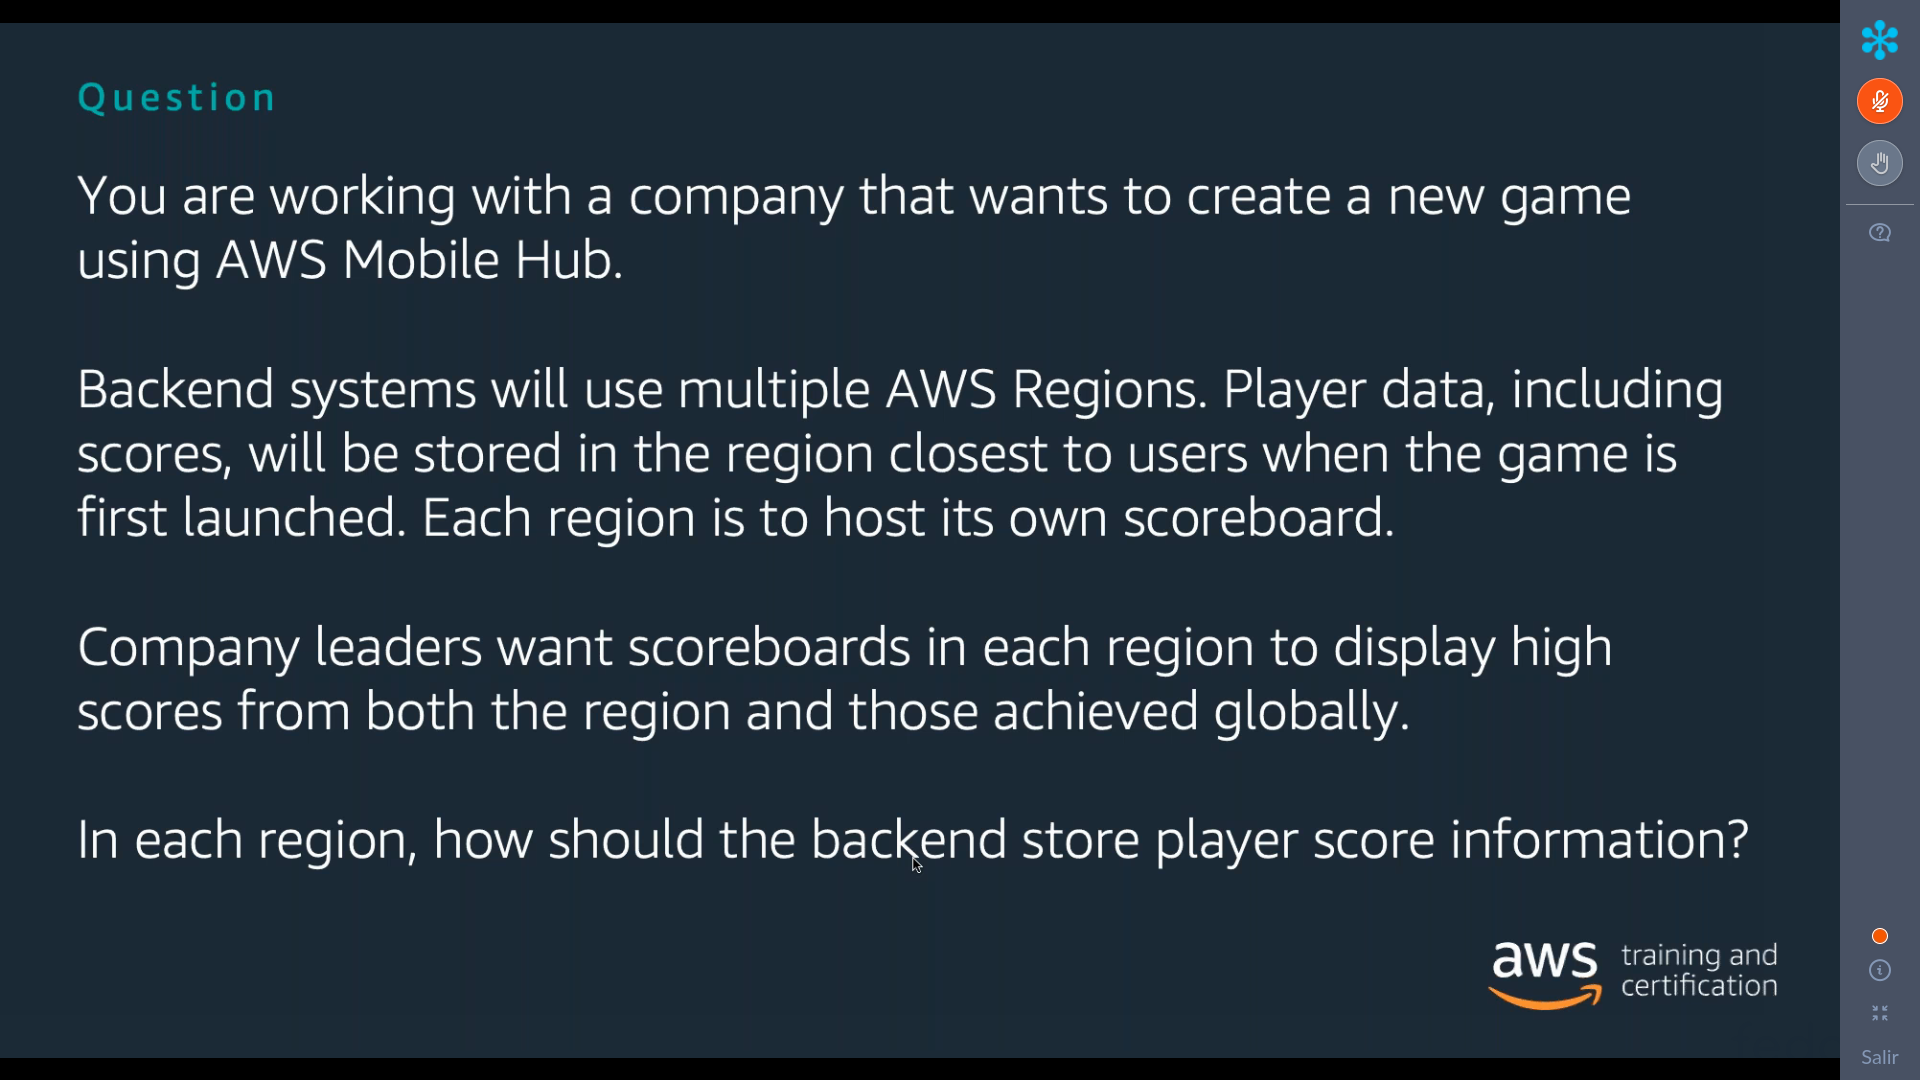 Question
You are working with a company that wants to create a new game
using AWS Mobile Hub.
Backend systems will use multiple AWS Regions. Player data, including
scores, will be stored in the region closest to users when the game is
first launched. Each region is to host its own scoreboard.
Company leaders want scoreboards in each region to display high
scores from both the region and those achieved globally.
In each region, how should the backend store player score information?
aws training and
certification
Salir